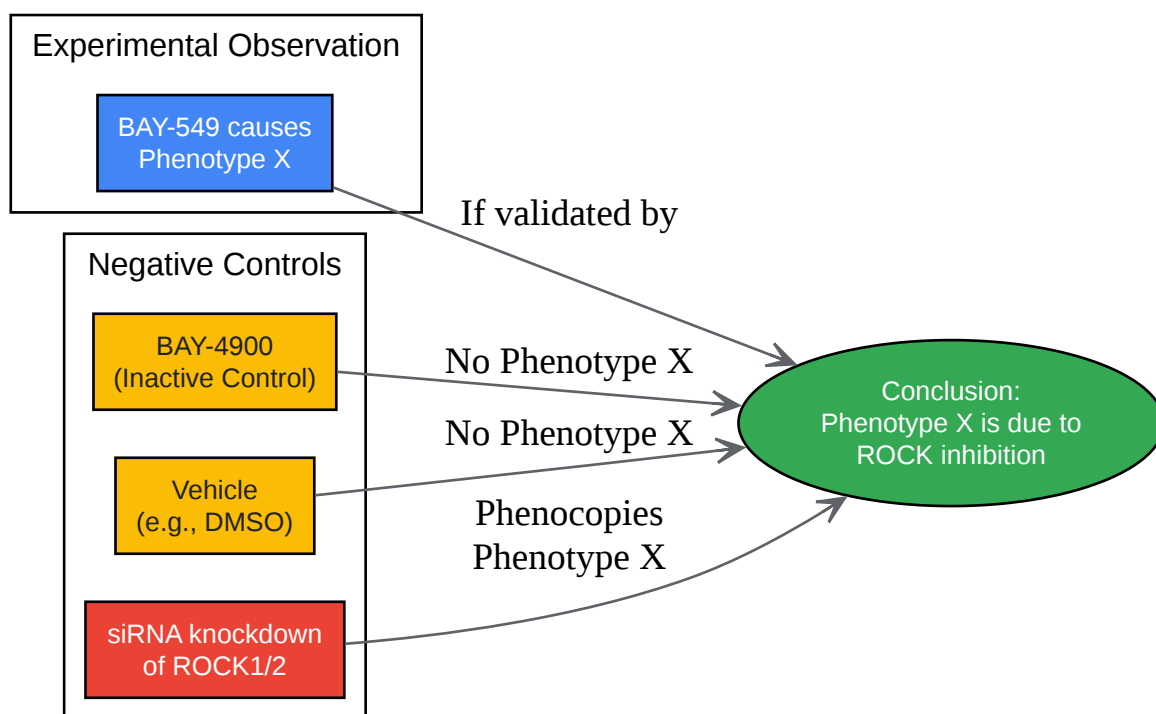 Experimental Observation
BAY-549 causes
Phenotype X
If validated by
Negative Controls
BAY-4900
(Inactive Control)
No Phenotype X
Vehicle
(e.g., DMSO)
No Phenotype X
siRNA knockdown
of ROCK1/2
Phenocopies
Phenotype X
Conclusion:
Phenotype X is due to
ROCK inhibition